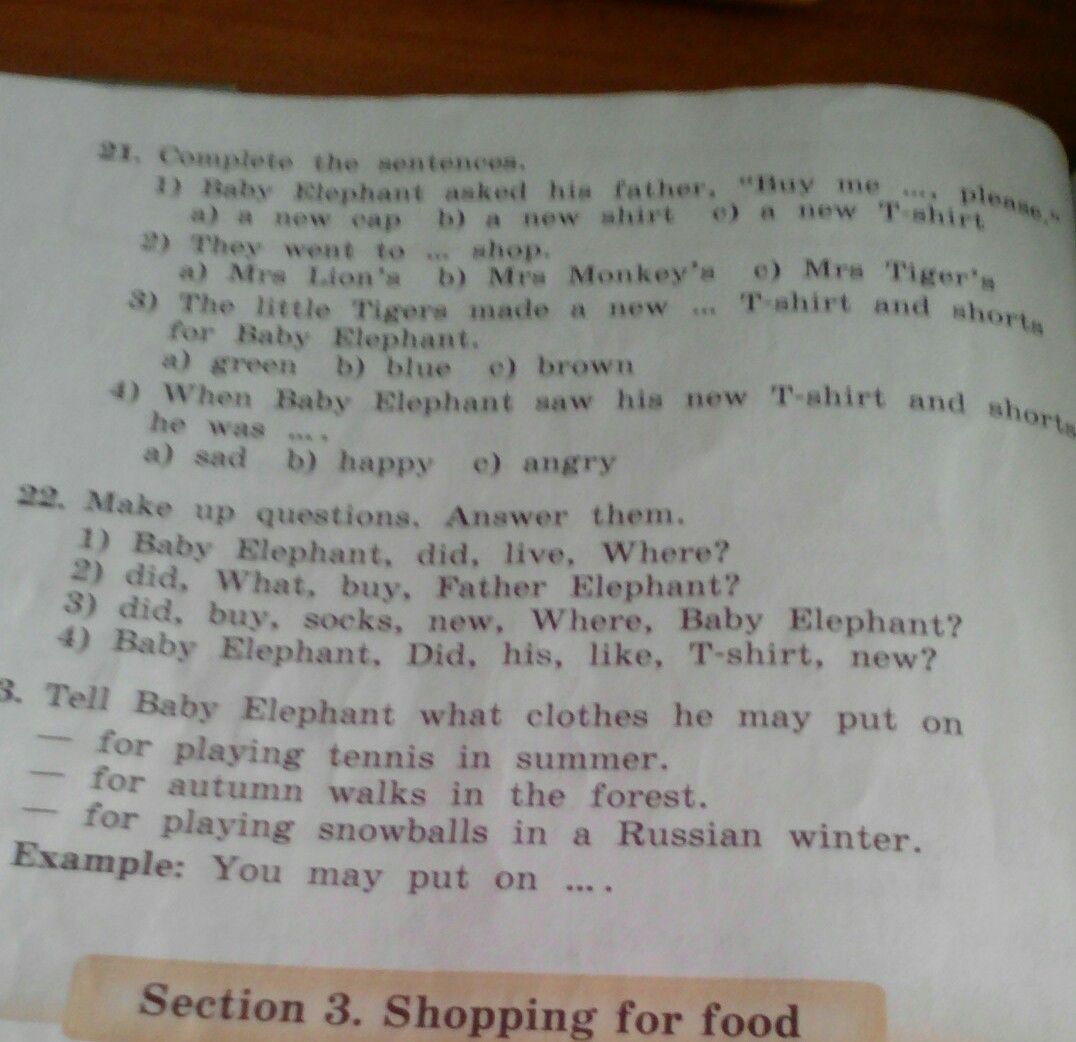 21. Complete the sentences.
1) Baby Elephant asked his father, "Buy me ..., please."
a) a new cap b) a new shirt c) a new T-shirt
2) They went to ... shop.
a) Mrs Lion's b) Mrs Monkey's c) Mrs Tiger's
3) The little Tigers made a new ... T-shirt and shorts
for Baby Elephant.
a) green b) blue c) brown
4) When Baby Elephant saw his new T-shirt and shorts
he was ... .
a) sad b) happy c) angry
22. Make up questions. Answer them.
1) Baby Elephant, did, live, Where?
2) did, What, buy, Father Elephant?
3) did, buy, socks, new, Where, Baby Elephant?
4) Baby Elephant, Did, his, like, T-shirt, new?
3. Tell Baby Elephant what clothes he may put on
— for playing tennis in summer.
— for autumn walks in the forest.
— for playing snowballs in a Russian winter.
Example: You may put on ... .
Section 3. Shopping for food